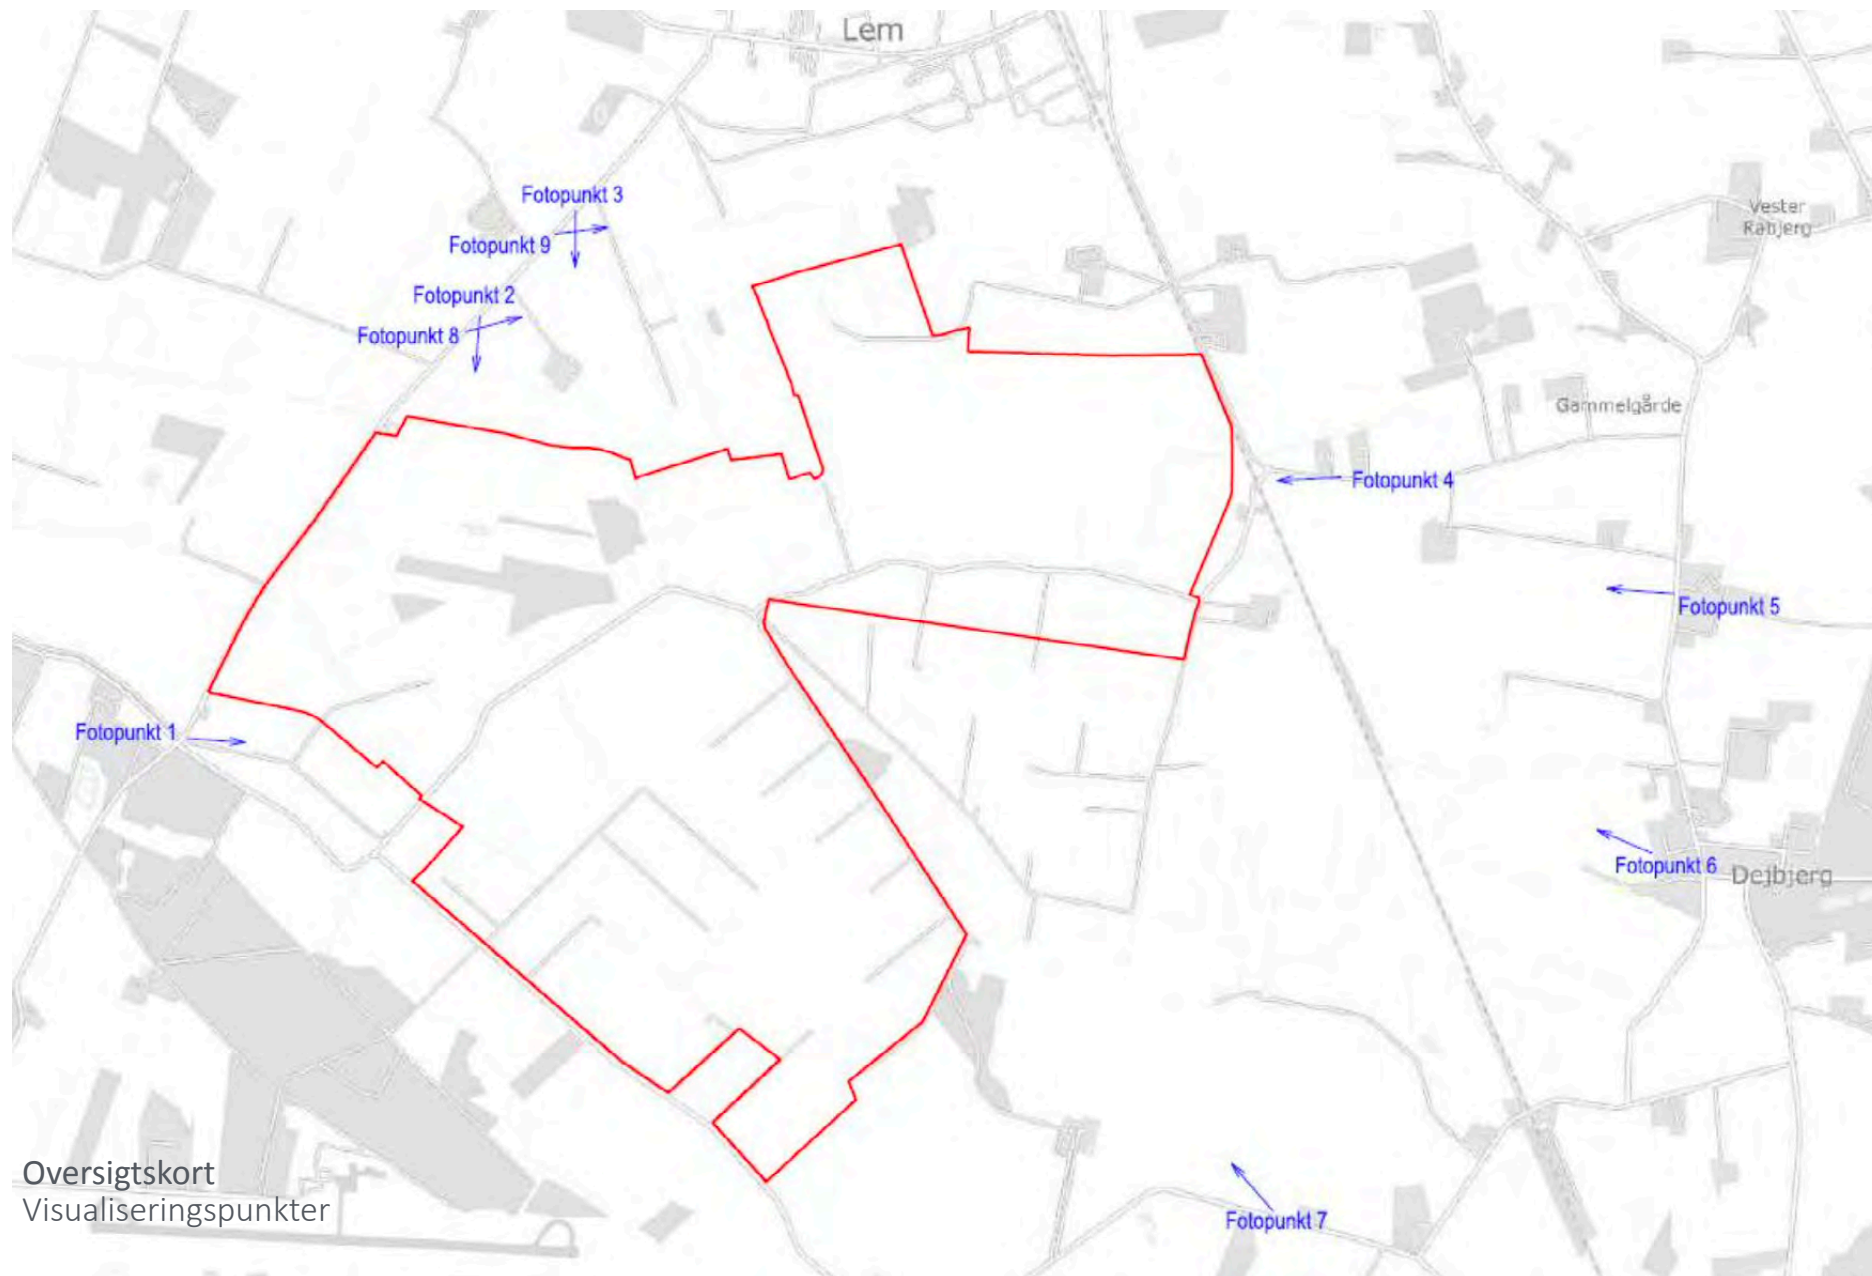 Lem
Fotopunkt 3
Vester
Rabjerg
Fotopunkt 9
Fotopunkt 2
Fotopunkt 8
Gammelgårde
Fotopunkt 4
Fotopunkt 5
Fotopunkt 1
Fotopunkt 6
Dejbjerg
Oversigtskort
Visualiseringspunkter
Fotopunkt 7